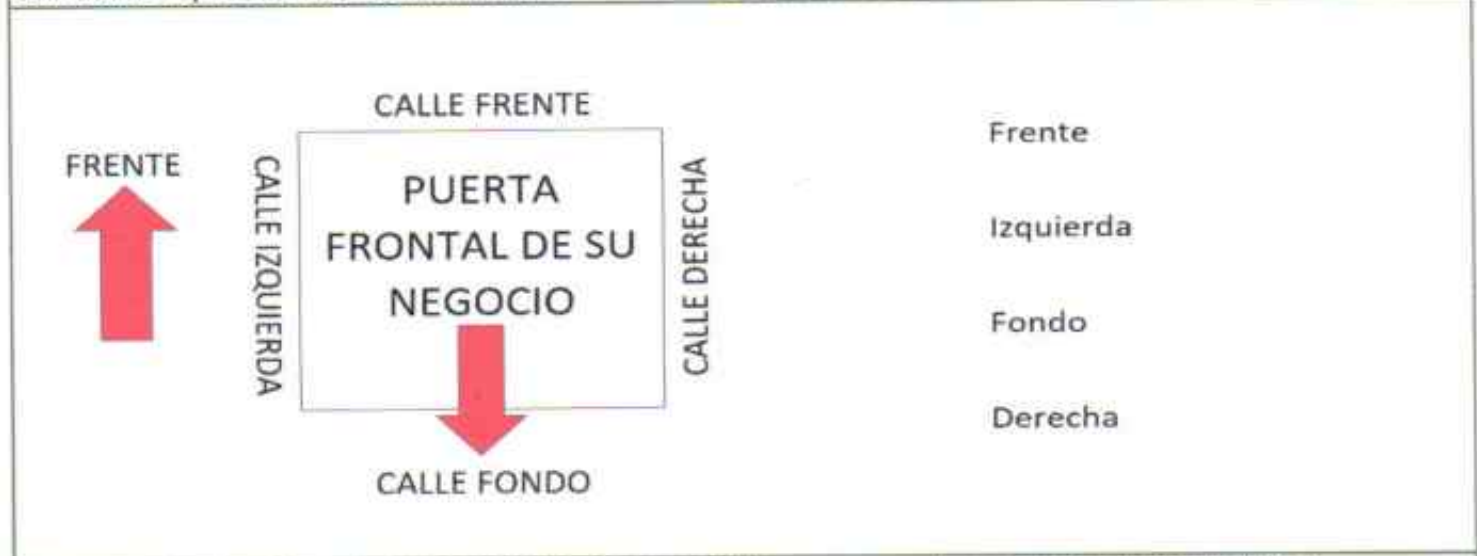 CALLE FRENTE
FRENTE
CALLE IZQUIERDA
PUERTA
FRONTAL DE SU
NEGOCIO
CALLE DERECHA
CALLE FONDO
Frente
Izquierda
Fondo
Derecha